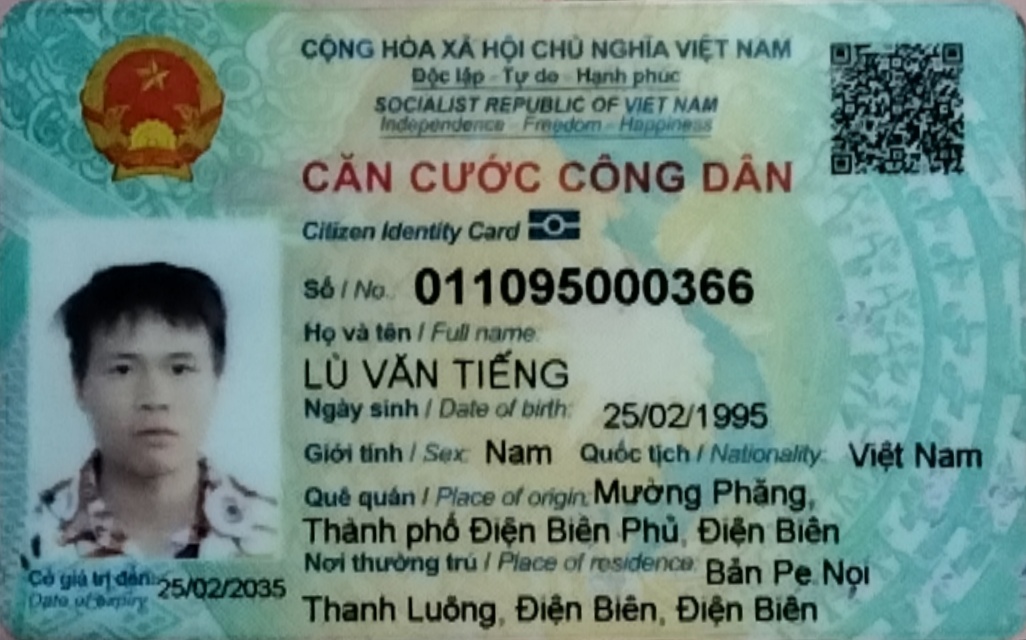 CỘNG HÒA XÃ HỘI CHỦ NGHĨA VIỆT NAM
Độc lập - Tự do - Hạnh phúc
SOCIALIST REPUBLIC OF VIET NAM
Independence - Freedom - Happiness
CĂN CƯỚC CÔNG DÂN
Citizen Identity Card
Số / No.: 011095000366
Họ và tên / Full name:
LÙ VĂN TIẾNG
Ngày sinh / Date of birth: 25/02/1995
Giới tính / Sex: Nam Quốc tịch / Nationality: Việt Nam
Quê quán / Place of origin: Mường Phăng,
Thành phố Điện Biên Phủ, Điện Biên
Nơi thường trú / Place of residence: Bản Pe Nọi
Thanh Luông, Điện Biên, Điện Biên
Có giá trị đến: 25/02/2035
Date of expiry